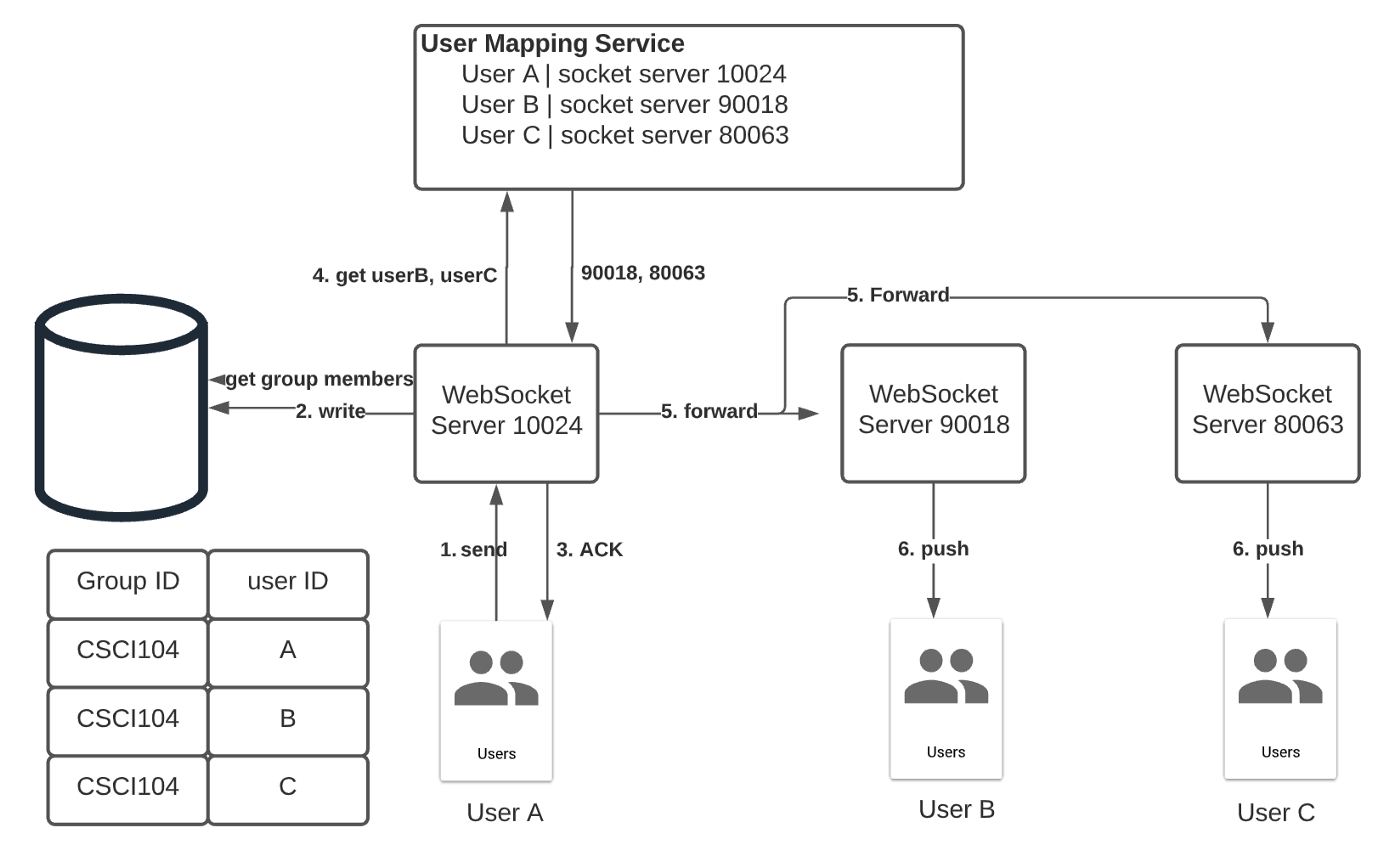 User Mapping Service
User A | socket server 10024
User B | socket server 90018
User C | socket server 80063
4. get userB, userC
90018, 80063
5. Forward
get group members
2. write
WebSocket
Server 10024
5. forward
WebSocket
Server 90018
WebSocket
Server 80063
1. send
3. ACK
6. push
6. push
Group ID
user ID
CSCI104
A
CSCI104
B
CSCI104
C
Users
Users
Users
User A
User B
User C